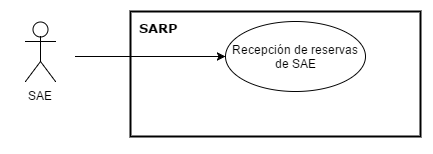 SARP
Recepción de reservas
de SAE
SAE